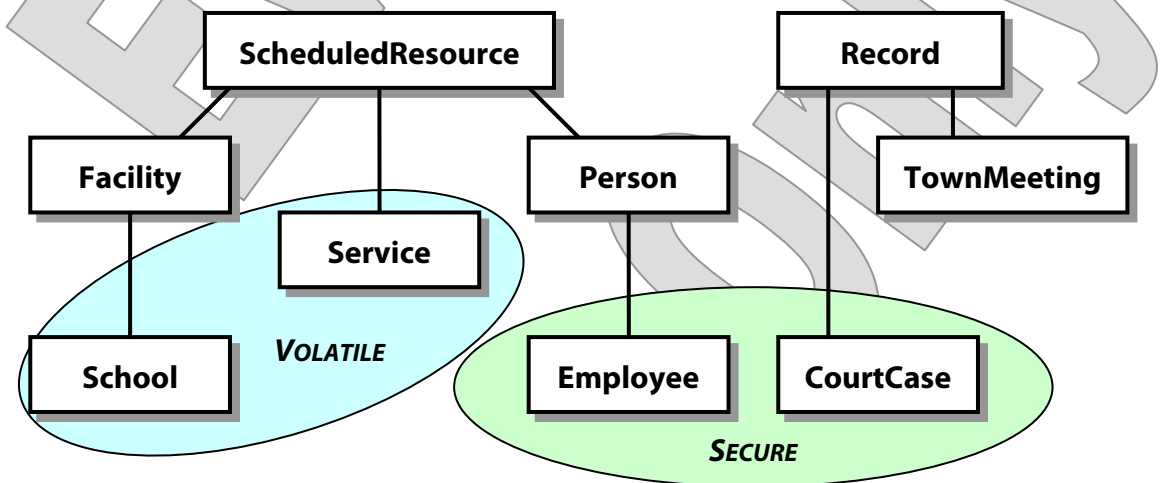 ScheduledResource
Record
Facility
Person
TownMeeting
Service
VOLATILE
School
Employee
CourtCase
SECURE